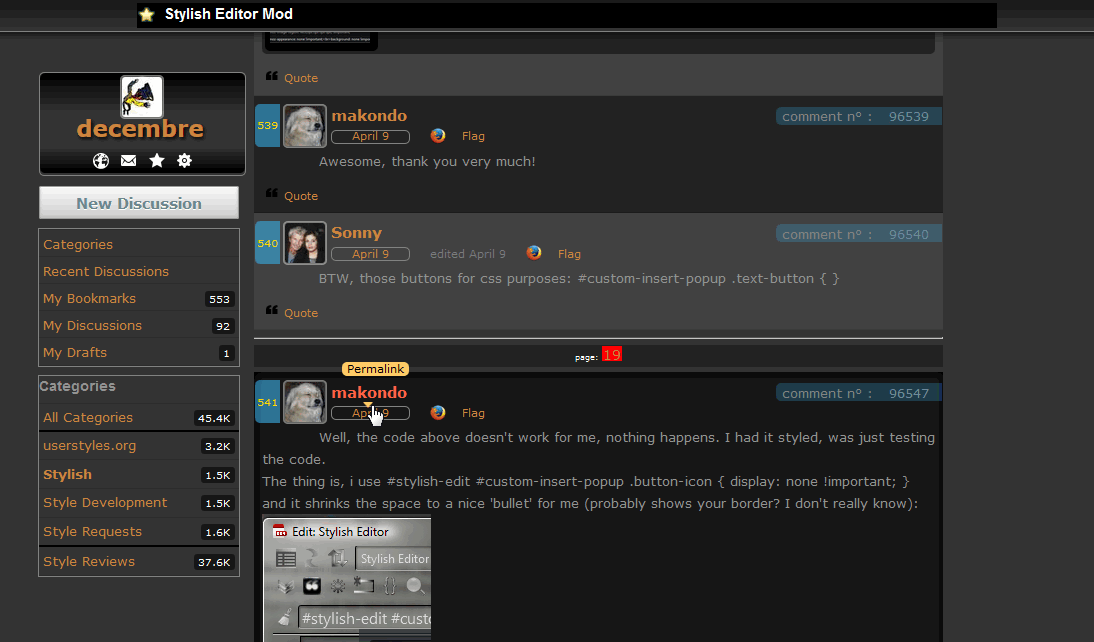 Stylish Editor Mod
decembre
New Discussion
Categories
Recent Discussions
My Bookmarks 553
My Discussions 92
My Drafts 1
Categories
All Categories 45.4K
userstyles.org 3.2K
Stylish 1.5K
Style Development 1.5K
Style Requests 1.6K
Style Reviews 37.6K
Quote
539 makondo comment n° : 96539
April 9 Flag
Awesome, thank you very much!
Quote
540 Sonny comment n° : 96540
April 9 edited April 9 Flag
BTW, those buttons for css purposes: #custom-insert-popup .text-button { }
Quote
page: 19
Permalink
541 makondo comment n° : 96547
April 9 Flag
Well, the code above doesn't work for me, nothing happens. I had it styled, was just testing
the code.
The thing is, i use #stylish-edit #custom-insert-popup .button-icon { display: none !important; }
and it shrinks the space to a nice 'bullet' for me (probably shows your border? I don't really know):
Edit: Stylish Editor
Stylish Editor
#stylish-edit #custo